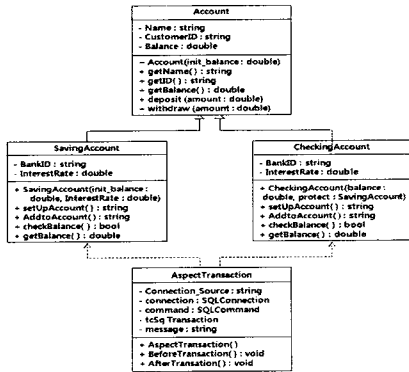 Account
- Name : string
- CustomerID : string
- Balance : double
- Account(init_balance : double)
+ getName() : string
+ getID() : string
+ getBalance() : double
+ deposit (amount : double)
+ withdraw (amount : double)
SavingAccount
- BankID : string
- InterestRate : double
+ SavingAccount(init_balance :
double, InterestRate : double)
+ setUpAccount() : string
+ AddtoAccount() : string
+ checkBalance() : bool
+ getBalance() : double
CheckingAccount
- BankID : string
- InterestRate : double
+ CheckingAccount(balance :
double, protect : SavingAccount)
+ setUpAccount() : string
+ AddtoAccount() : string
+ checkBalance() : bool
+ getBalance() : double
AspectTransaction
- Connection_Source : string
- connection : SQLConnection
- command : SQLCommand
- tcSq Transaction
- message : string
+ AspectTransaction()
+ BeforeTransaction() : void
+ AfterTransation() : void